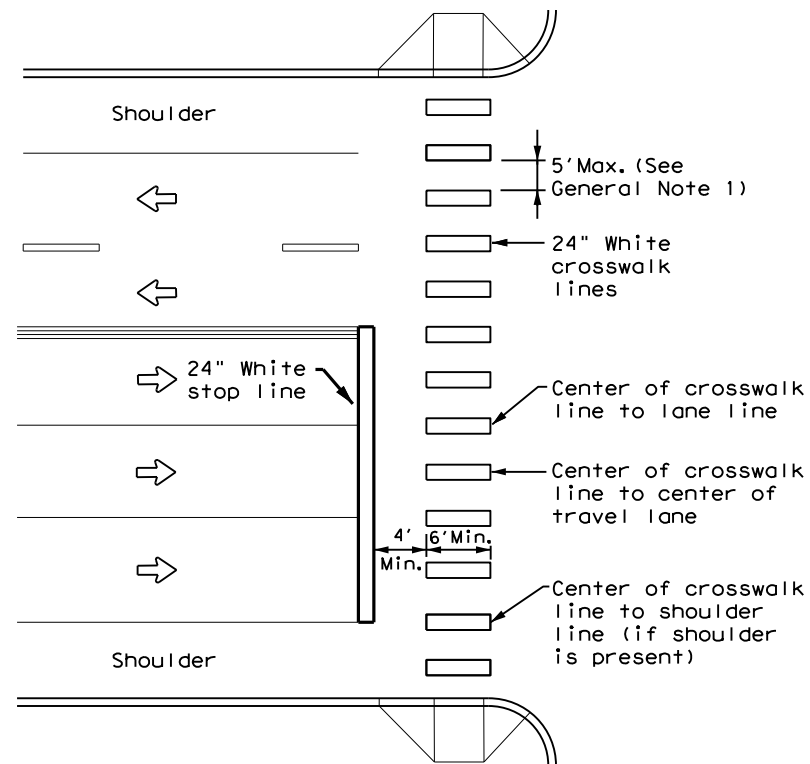 Shoulder
5' Max. (See
General Note 1)
24" White
crosswalk
lines
24" White
stop line
Center of crosswalk
line to lane line
Center of crosswalk
line to center of
travel lane
4'
Min.
6' Min.
Center of crosswalk
line to shoulder
line (if shoulder
is present)
Shoulder